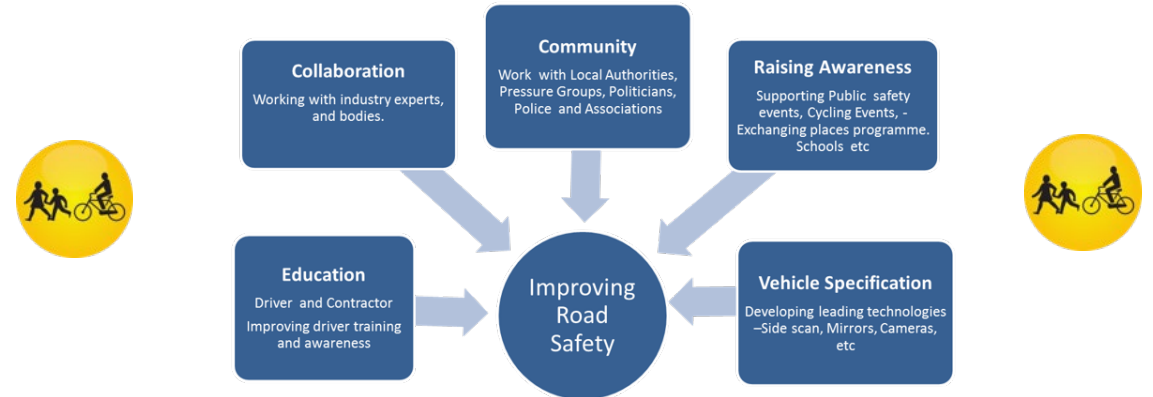 Community
Work with Local Authorities,
Pressure Groups, Politicians,
Police and Associations
Collaboration
Working with industry experts,
and bodies.
Raising Awareness
Supporting Public safety
events, Cycling Events, -
Exchanging places programme.
Schools etc
Education
Driver and Contractor
Improving driver training
and awareness
Improving
Road
Safety
Vehicle Specification
Developing leading technologies
–Side scan, Mirrors, Cameras,
etc